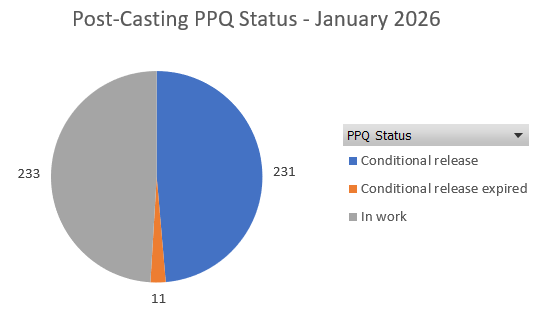 Post-Casting PPQ Status - January 2026
PPQ Status
233
231
Conditional release
Conditional release expired
In work
11